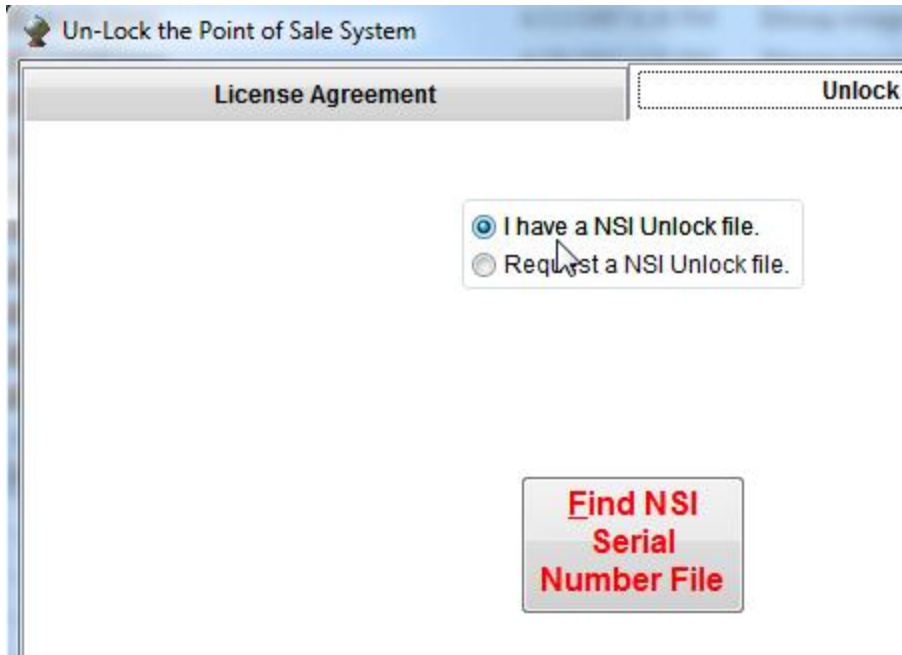 Un-Lock the Point of Sale System
License Agreement
Unlock
I have a NSI Unlock file.
Request a NSI Unlock file.
Find NSI
Serial
Number File